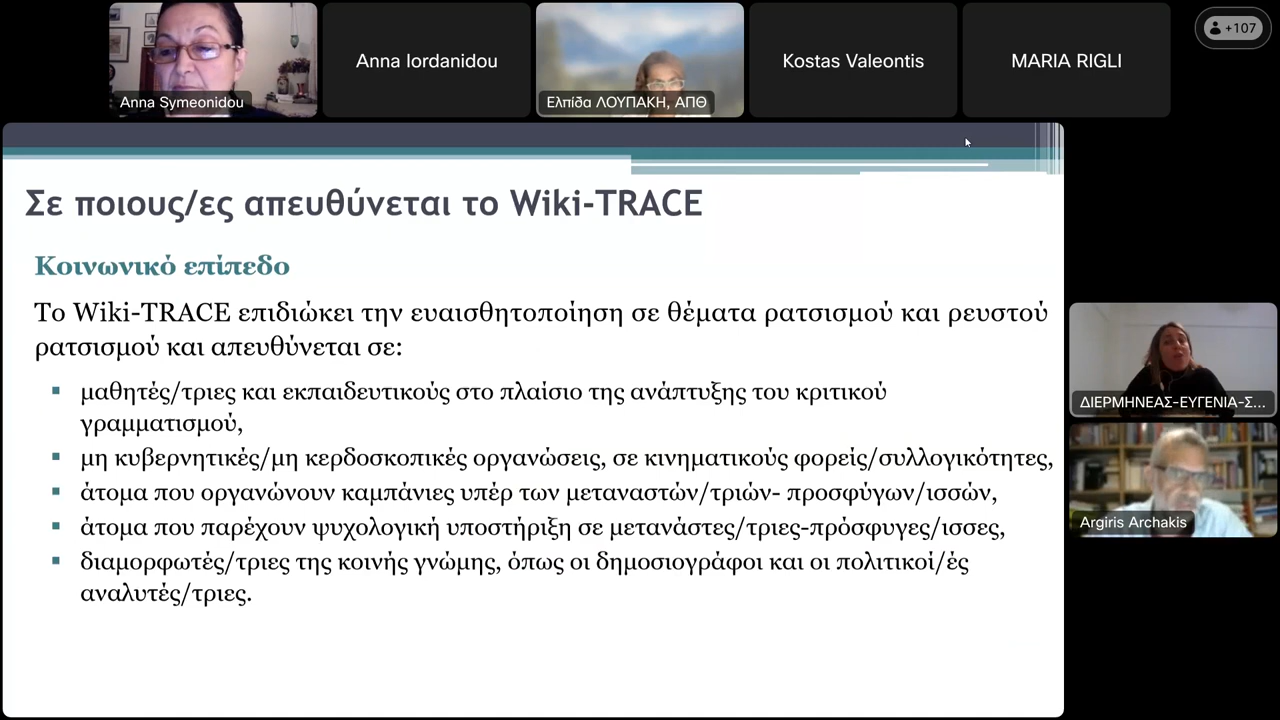 Anna Symeonidou
Anna Iordanidou
Ελπίδα ΛΟΥΠΑΚΗ, ΑΠΘ
Kostas Valeontis
MARIA RIGLI
+107
Σε ποιους/ες απευθύνεται το Wiki-TRACE
Κοινωνικό επίπεδο
Το Wiki-TRACE επιδιώκει την ευαισθητοποίηση σε θέματα ρατσισμού και ρευστού
ρατσισμού και απευθύνεται σε:
▪ μαθητές/τριες και εκπαιδευτικούς στο πλαίσιο της ανάπτυξης του κριτικού
γραμματισμού,
▪ μη κυβερνητικές/μη κερδοσκοπικές οργανώσεις, σε κινηματικούς φορείς/συλλογικότητες,
▪ άτομα που οργανώνουν καμπάνιες υπέρ των μεταναστών/τριών- προσφύγων/ισσών,
▪ άτομα που παρέχουν ψυχολογική υποστήριξη σε μετανάστες/τριες-πρόσφυγες/ισσες,
▪ διαμορφωτές/τριες της κοινής γνώμης, όπως οι δημοσιογράφοι και οι πολιτικοί/ές
αναλυτές/τριες.
ΔΙΕΡΜΗΝΕΑΣ-ΕΥΓΕΝΙΑ-Σ...
Argiris Archakis